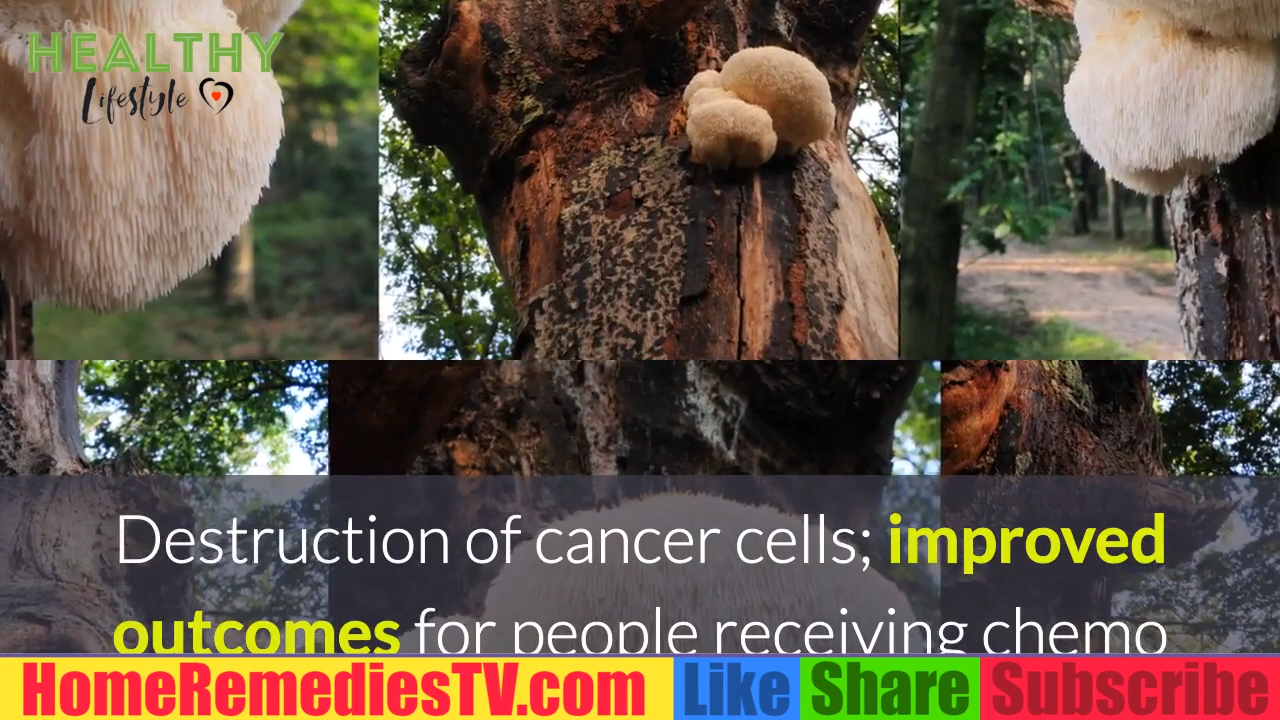 HEALTHY
Lifestyle
Destruction of cancer cells; improved
outcomes for people receiving chemo
HomeRemediesTV.com Like Share Subscribe